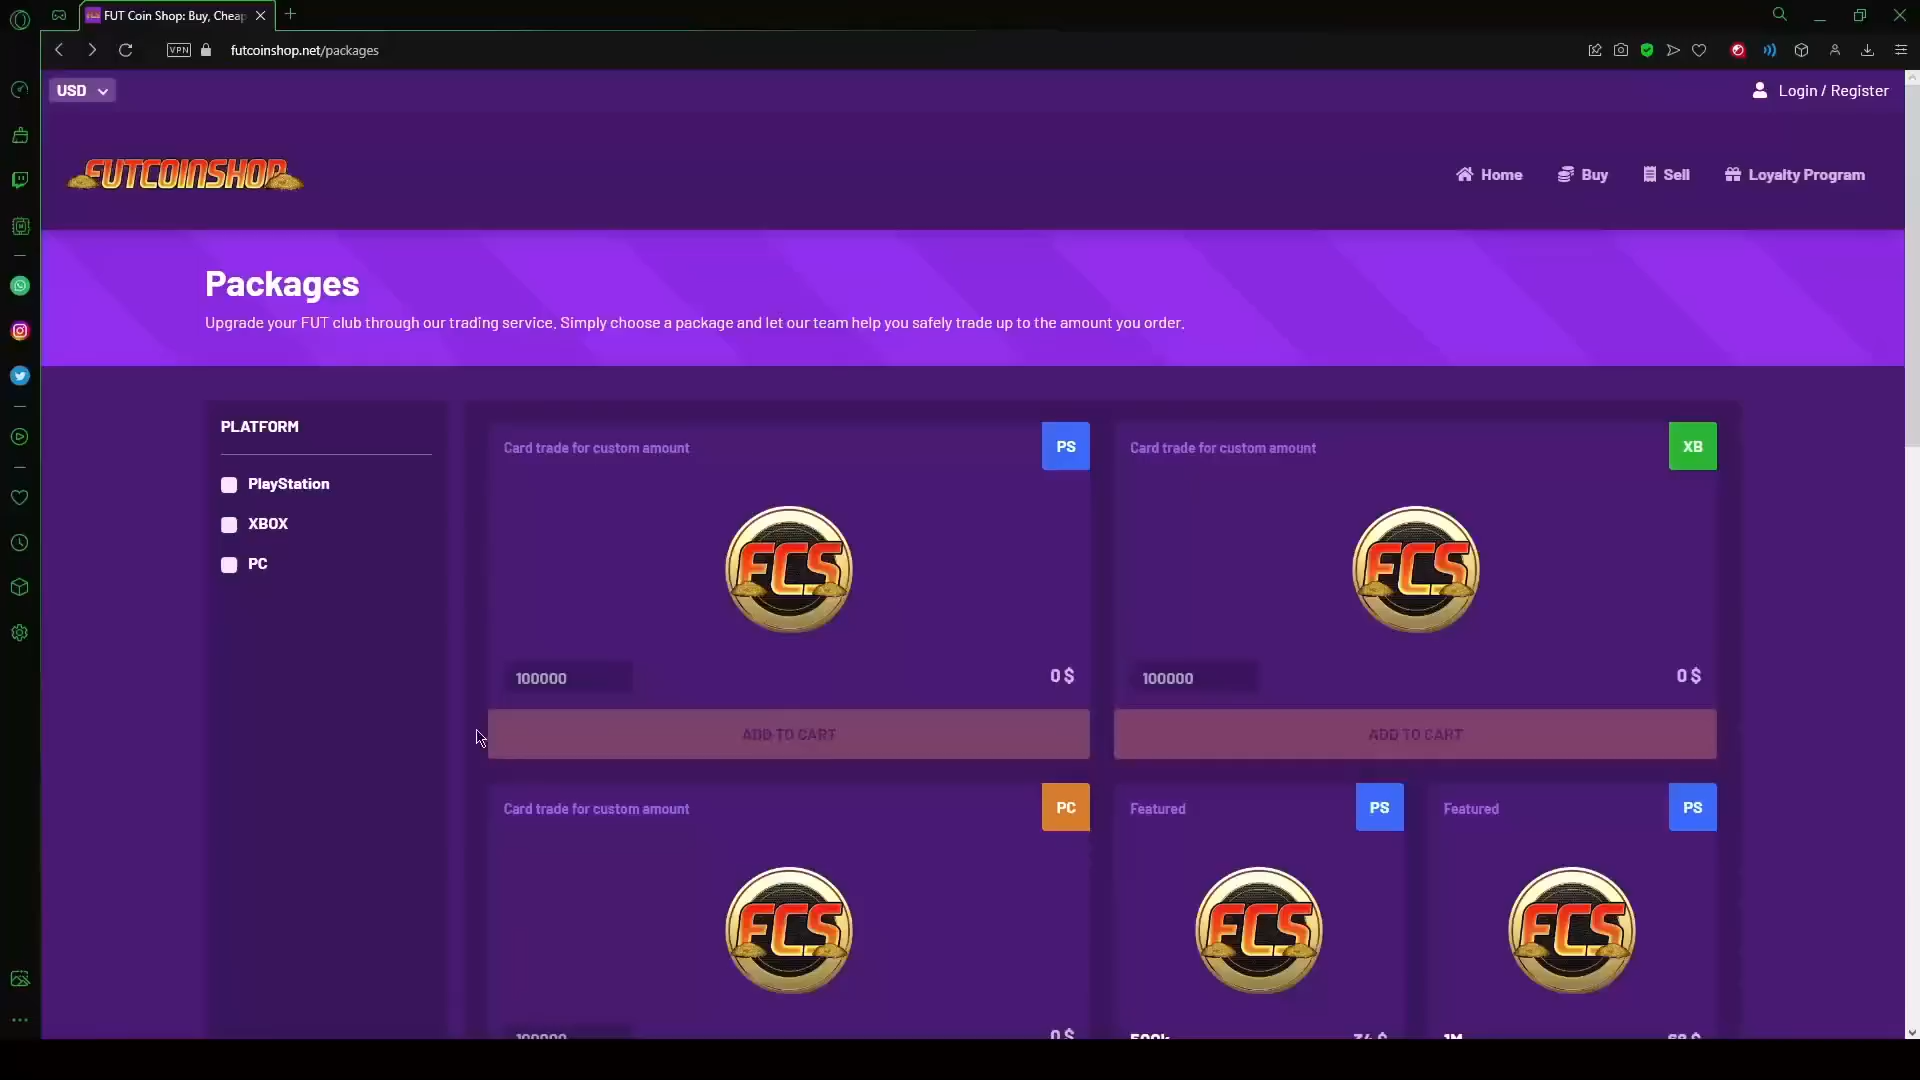 FUT Coin Shop: Buy, Cheap
VPN
futcoinshop.net/packages
USD
Login / Register
FUTCOINSHOP
Home
Buy
Sell
Loyalty Program
Packages
Upgrade your FUT club through our trading service. Simply choose a package and let our team help you safely trade up to the amount you order.
PLATFORM
PlayStation
XBOX
PC
Card trade for custom amount
PS
FCS
100000
0 $
ADD TO CART
Card trade for custom amount
XB
FCS
100000
0 $
ADD TO CART
Card trade for custom amount
PC
FCS
100000
0 $
Featured
PS
FCS
500k
Featured
PS
FCS
1M